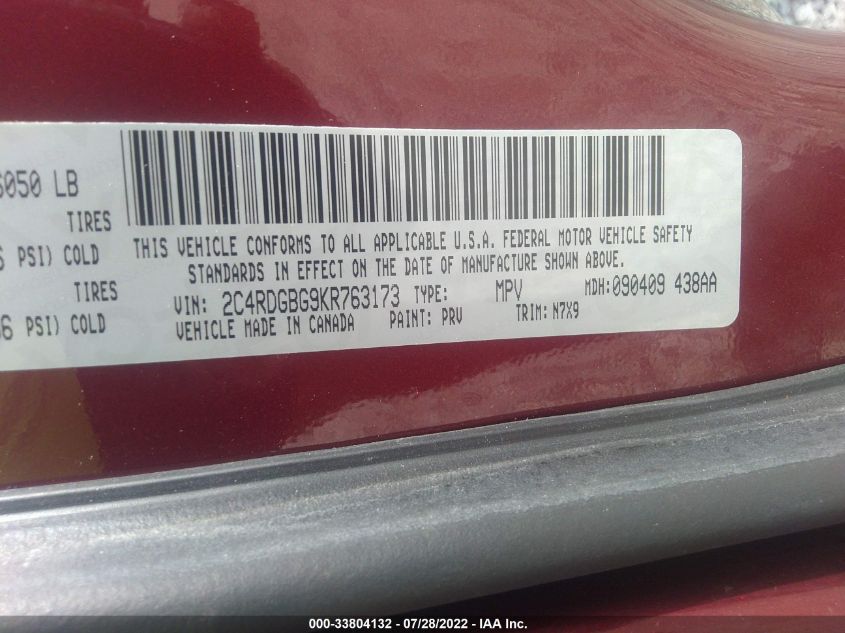 6050 LB
TIRES
PSI) COLD
THIS VEHICLE CONFORMS TO ALL APPLICABLE U.S.A. FEDERAL MOTOR VEHICLE SAFETY
STANDARDS IN EFFECT ON THE DATE OF MANUFACTURE SHOWN ABOVE.
TIRES
6 PSI) COLD
VIN: 2C4RDGBG9KR763173 TYPE: MPV MDH:090409 438AA
VEHICLE MADE IN CANADA PAINT: PRV TRIM: N7X9
000-33804132 - 07/28/2022 - IAA Inc.